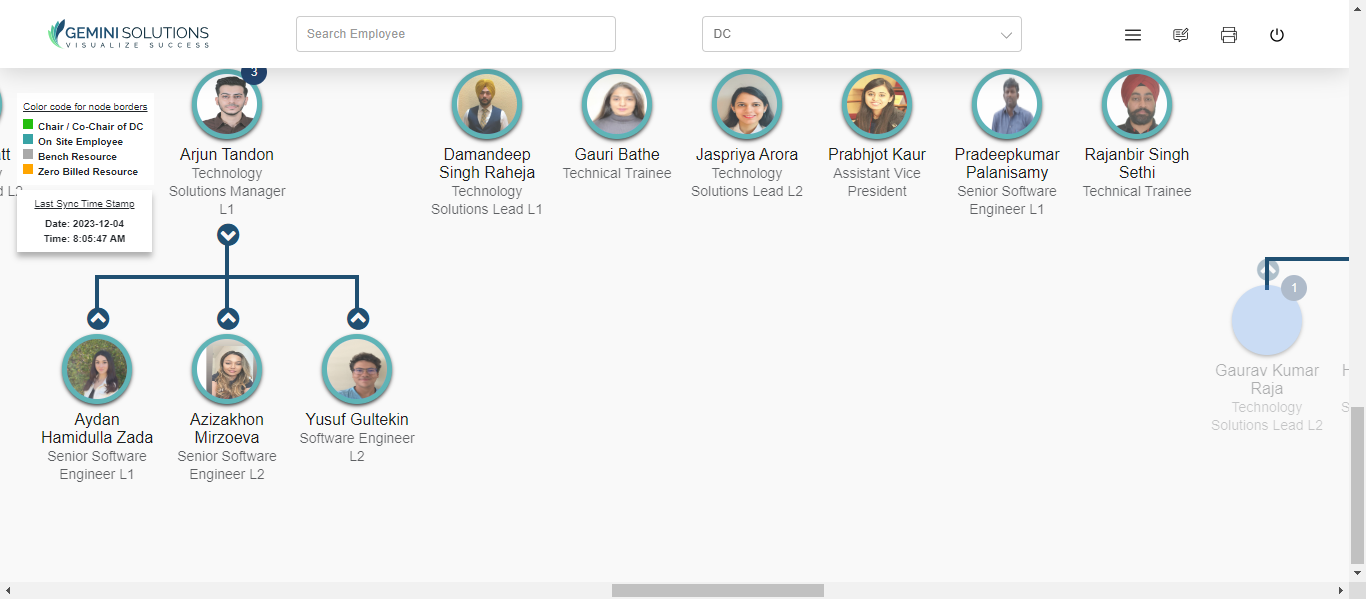 GEMINI SOLUTIONS
VISUALIZE SUCCESS
Search Employee
DC
3
Color code for node borders
Chair / Co-Chair of DC
On Site Employee
Bench Resource
Zero Billed Resource
Last Sync Time Stamp
Date: 2023-12-04
Time: 8:05:47 AM
Arjun Tandon
Technology
Solutions Manager
L1
Damandeep
Singh Raheja
Technology
Solutions Lead L1
Gauri Bathe
Technical Trainee
Jaspriya Arora
Technology
Solutions Lead L2
Prabhjot Kaur
Assistant Vice
President
Pradeepkumar
Palanisamy
Senior Software
Engineer L1
Rajanbir Singh
Sethi
Technical Trainee
Aydan
Hamidulla Zada
Senior Software
Engineer L1
Azizakhon
Mirzoeva
Senior Software
Engineer L2
Yusuf Gultekin
Software Engineer
L2
1
Gaurav Kumar
Raja
Technology
Solutions Lead L2